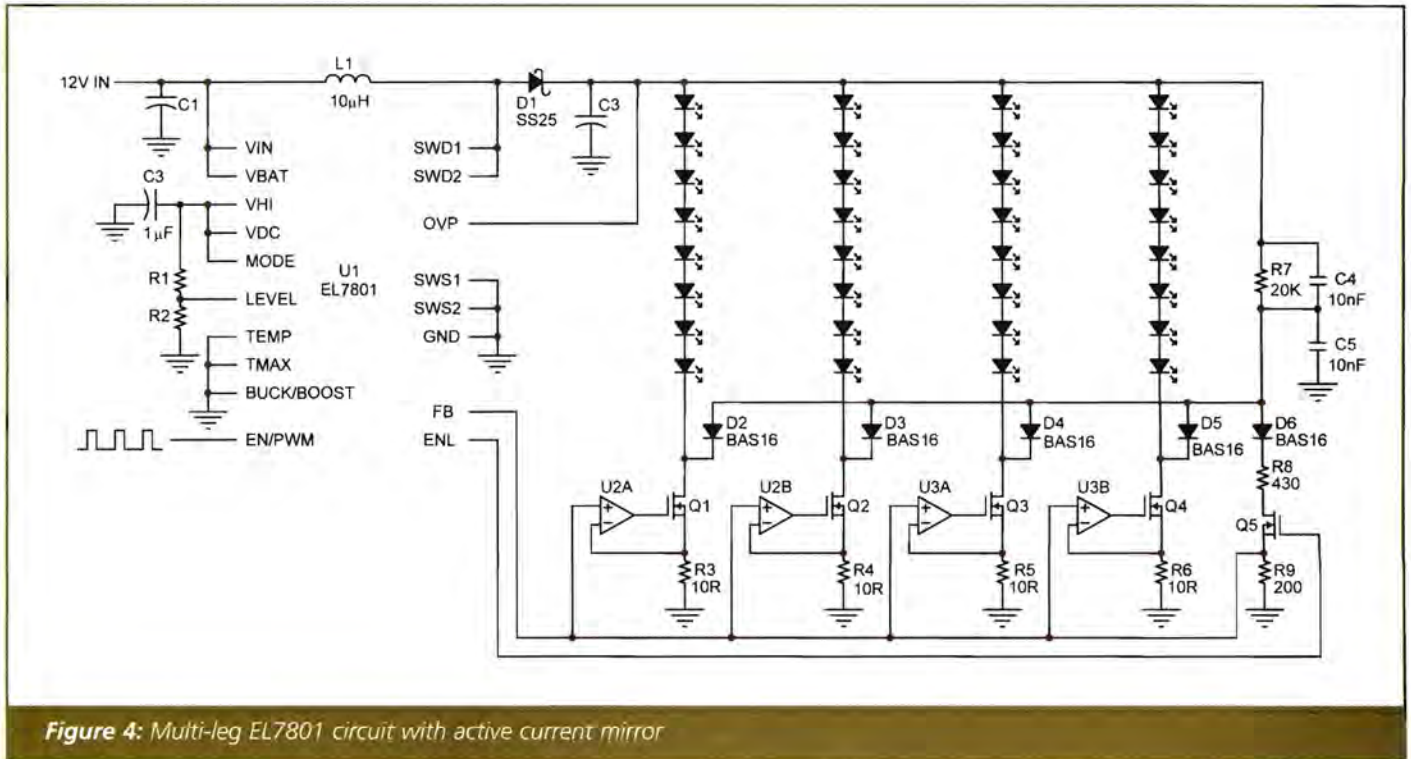 12V IN
C1
L1
10µH
D1
SS25
C3
VIN
VBAT
C3
1µF
VHI
VDC
MODE
R1
LEVEL
R2
TEMP
TMAX
BUCK/BOOST
EN/PWM
U1
EL7801
SWD1
SWD2
OVP
SWS1
SWS2
GND
FB
ENL
R7
20K
C4
10nF
C5
10nF
D2
BAS16
D3
BAS16
D4
BAS16
D5
BAS16
D6
BAS16
R8
430
U2A
+
−
Q1
U2B
+
−
Q2
U3A
+
−
Q3
U3B
+
−
Q4
Q5
R3
10R
R4
10R
R5
10R
R6
10R
R9
200
Figure 4: Multi-leg EL7801 circuit with active current mirror